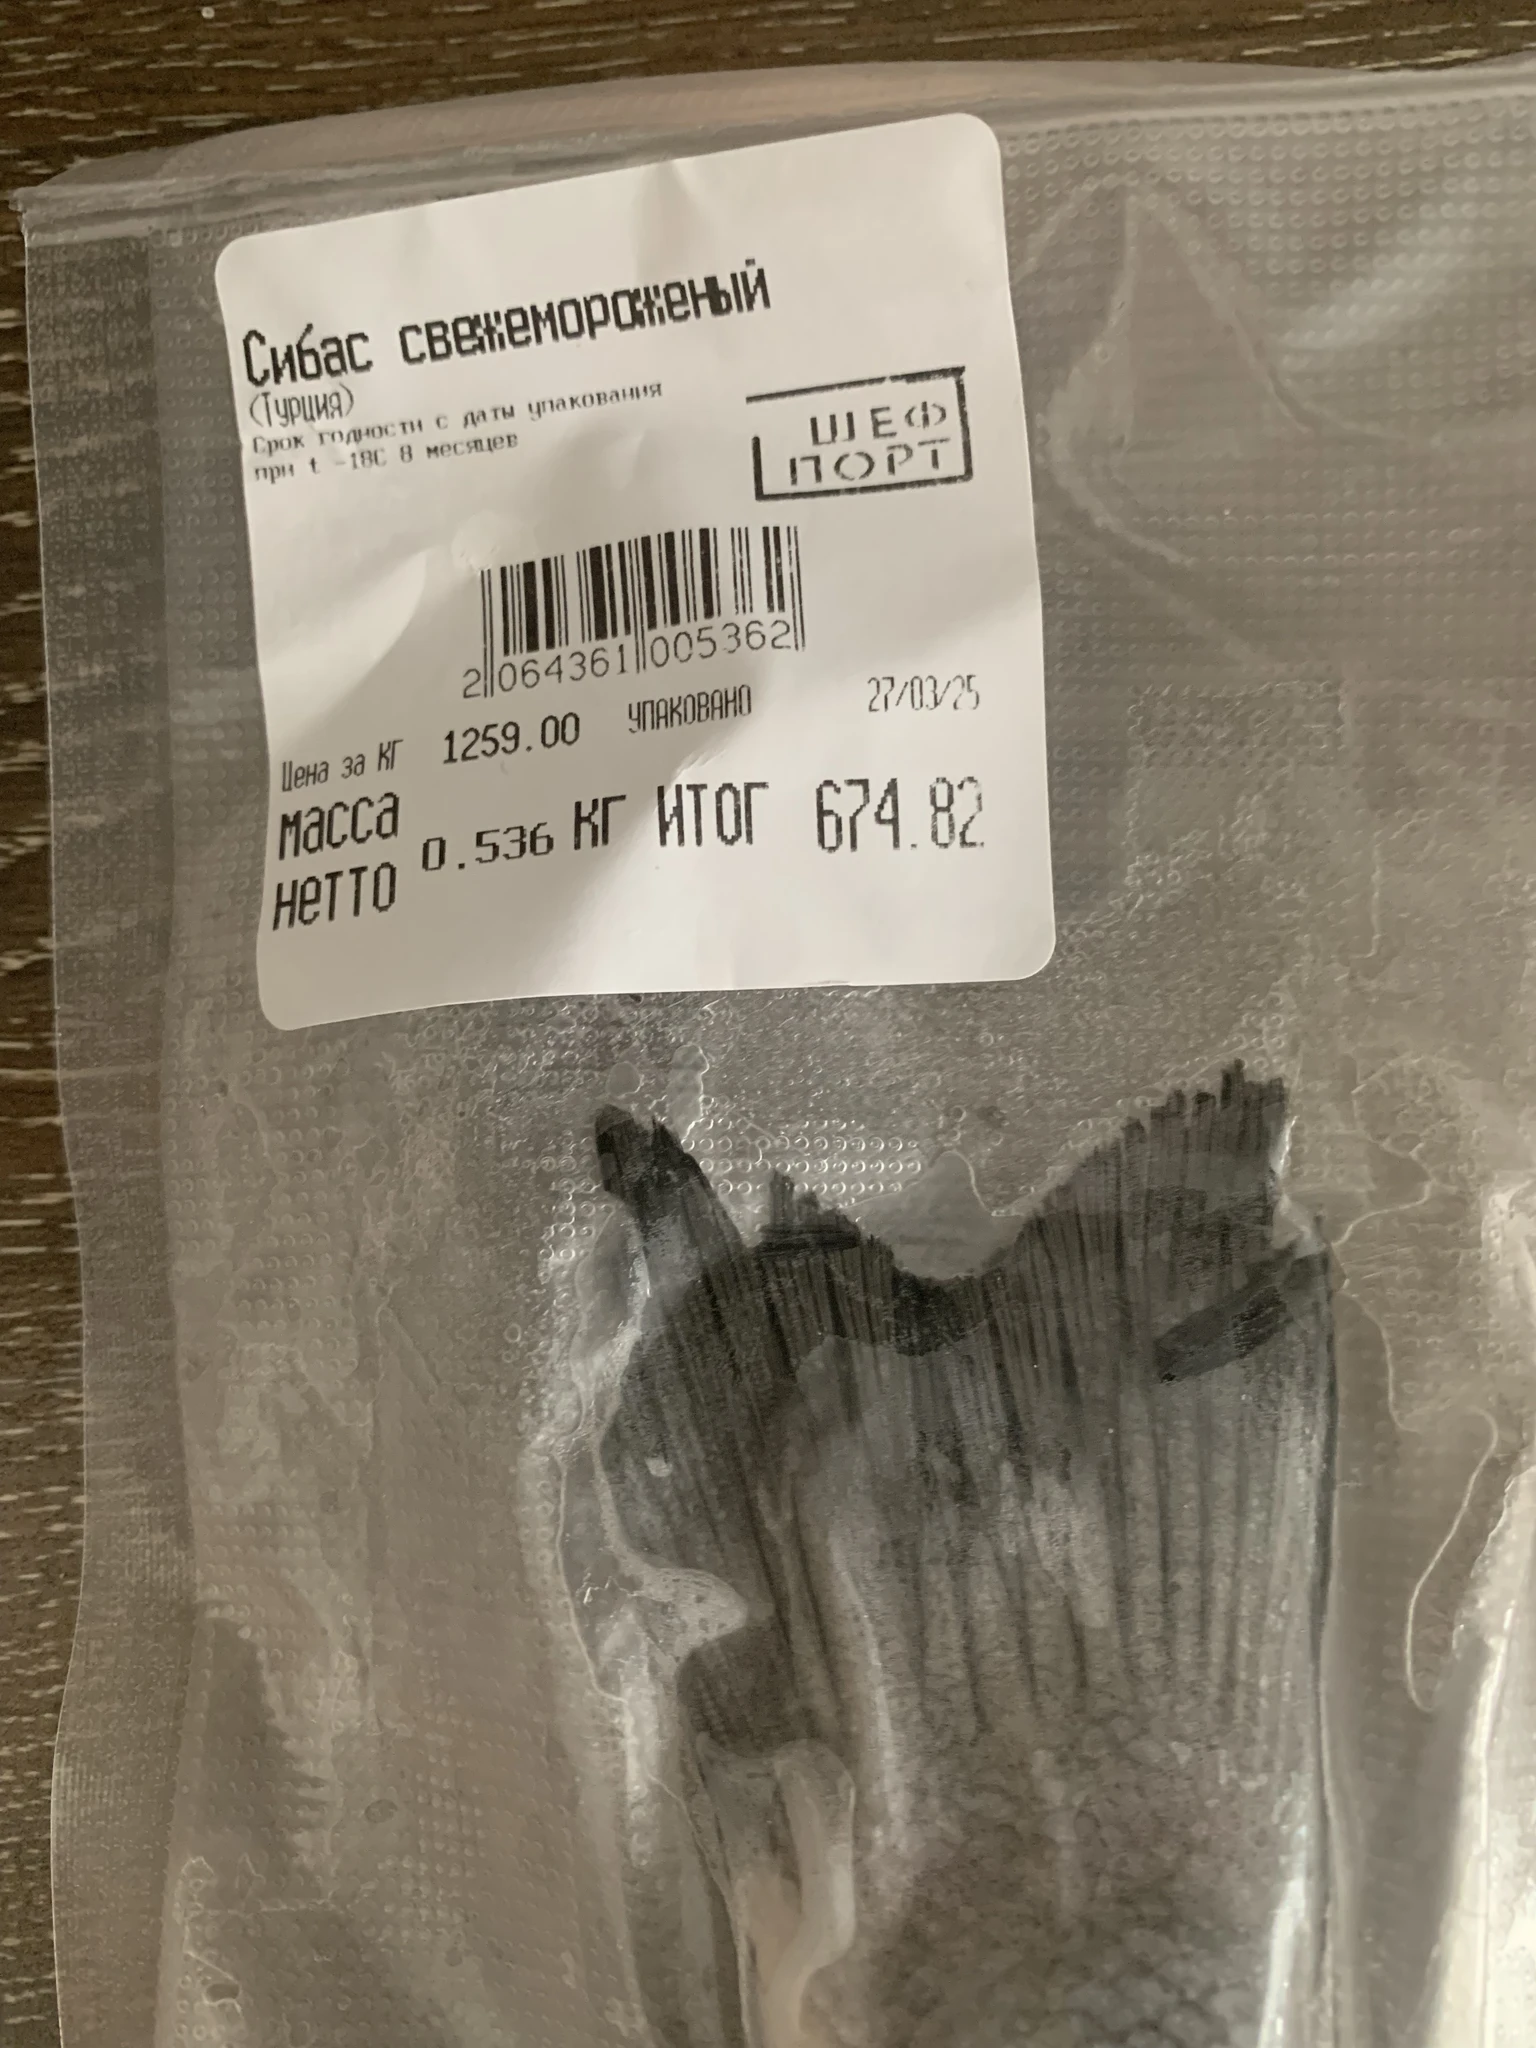 Сибас свежемороженый
(Турция)
Срок годности с даты упакования
при t -18C 8 месяцев
ШЕФ
ПОРТ
2 064361 005362
Цена за КГ 1259.00 УПАКОВАНО 27/03/25
масса
нетто 0.536 КГ ИТОГ 674.82